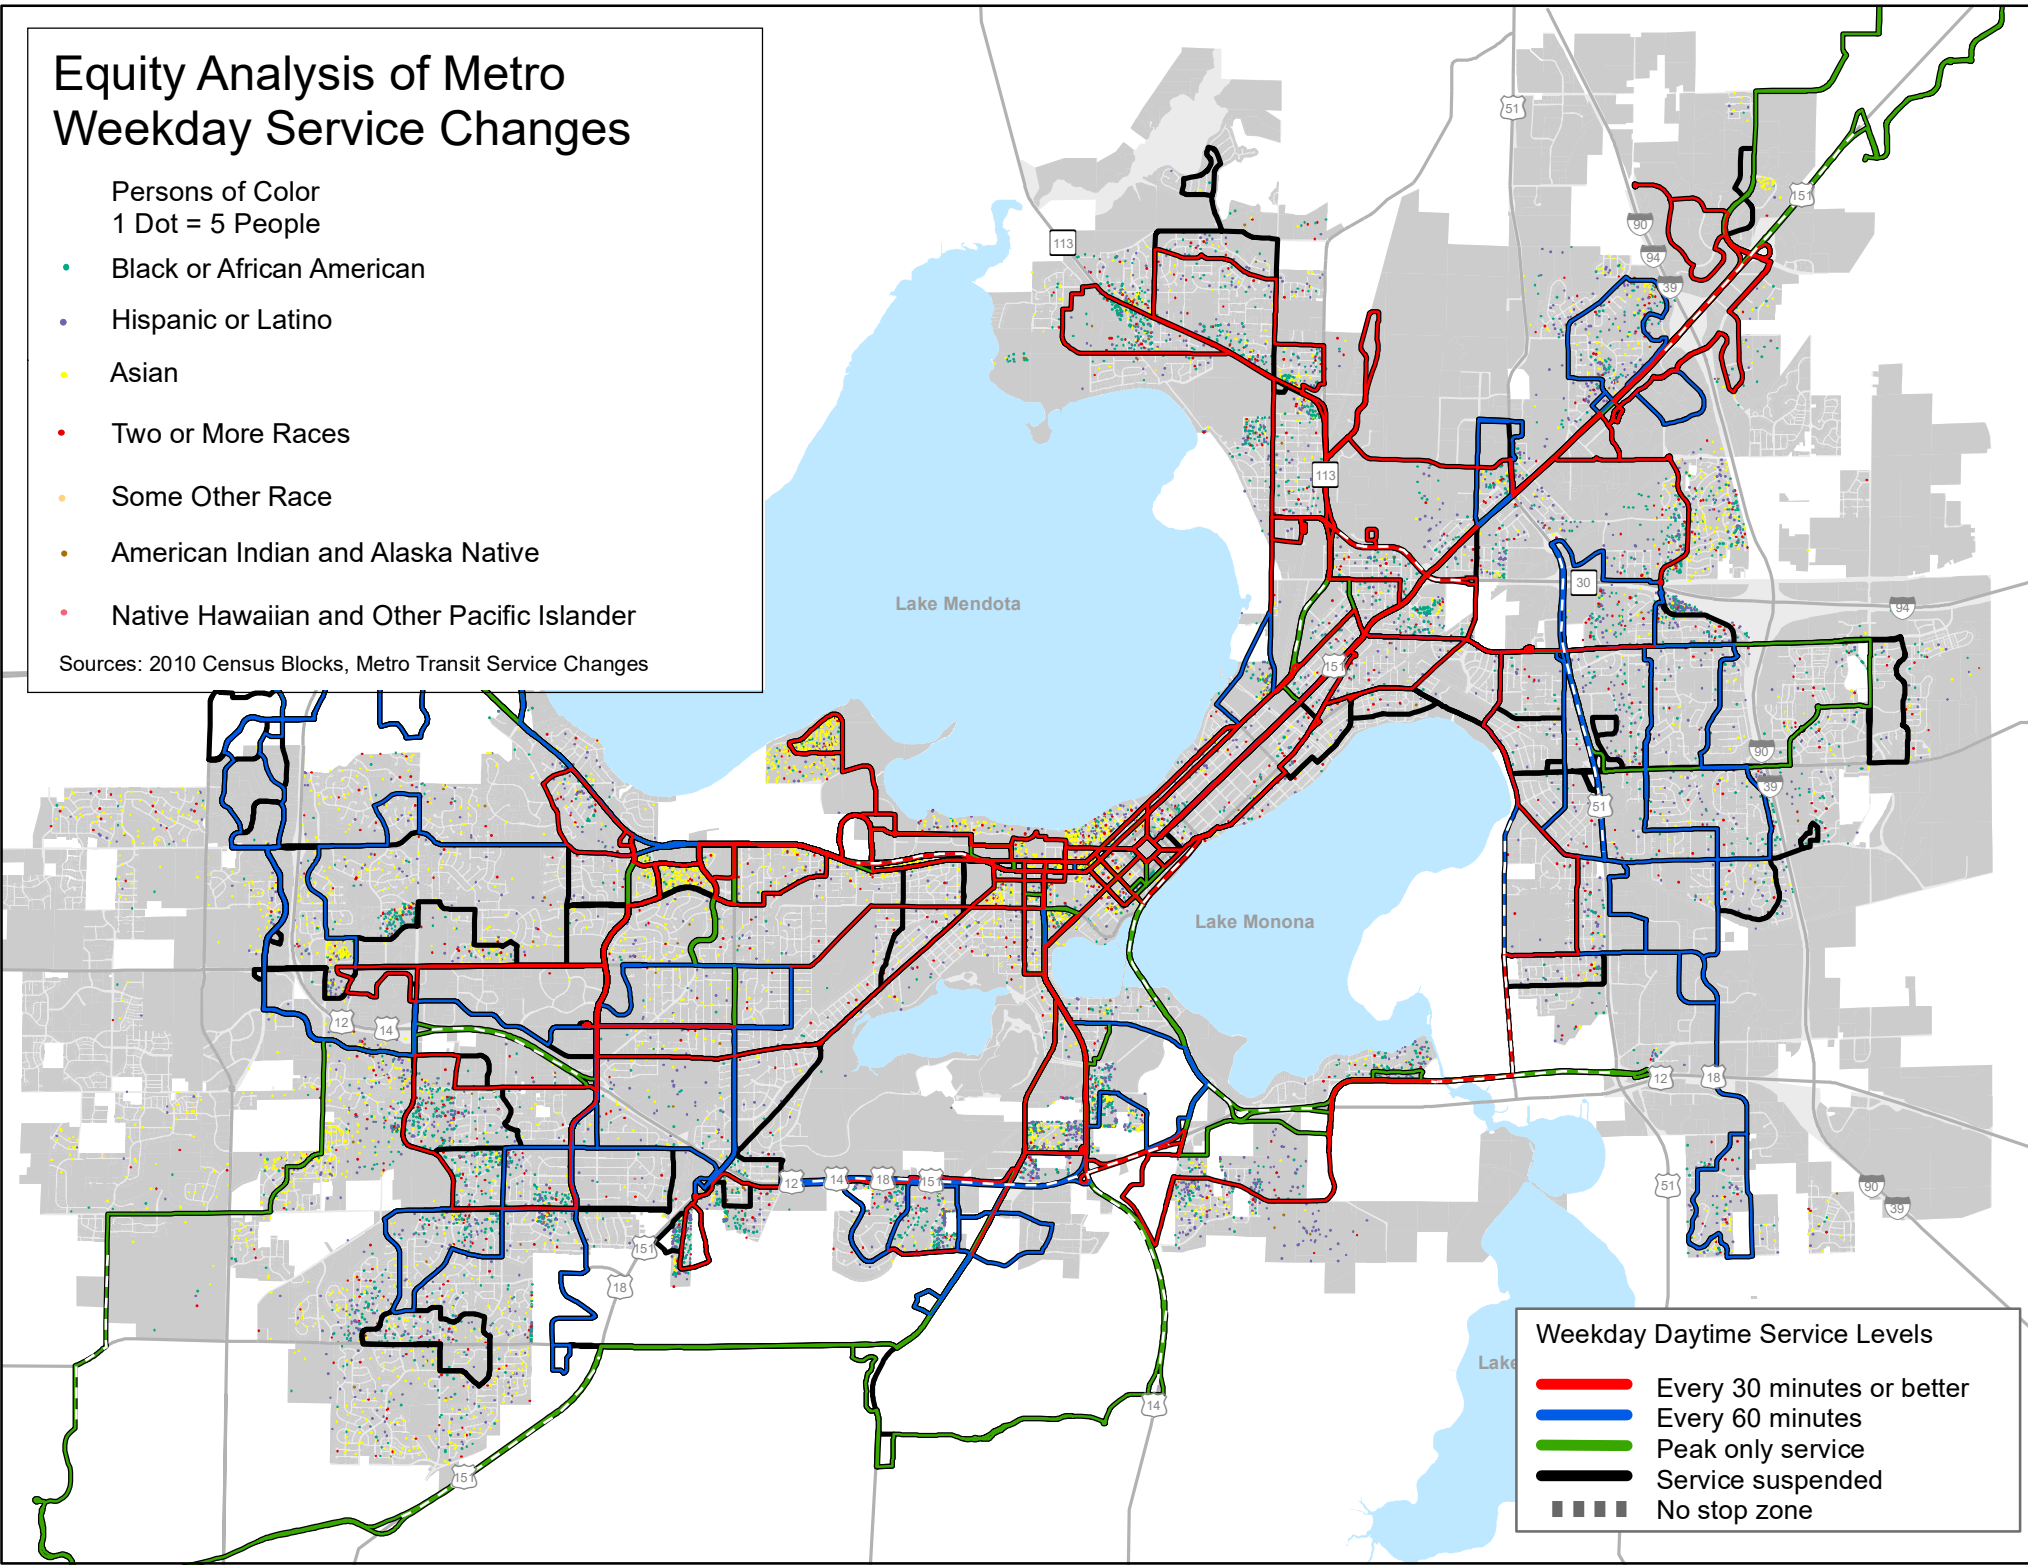 Equity Analysis of Metro
Weekday Service Changes
Persons of Color
1 Dot = 5 People
Black or African American
Hispanic or Latino
Asian
Two or More Races
Some Other Race
American Indian and Alaska Native
Native Hawaiian and Other Pacific Islander
Sources: 2010 Census Blocks, Metro Transit Service Changes
51
151
90
113
94
39
113
30
94
Lake Mendota
151
90
39
51
Lake Monona
12
14
12
18
12
14
18
151
51
90
39
151
18
14
151
Lake
Weekday Daytime Service Levels
Every 30 minutes or better
Every 60 minutes
Peak only service
Service suspended
No stop zone